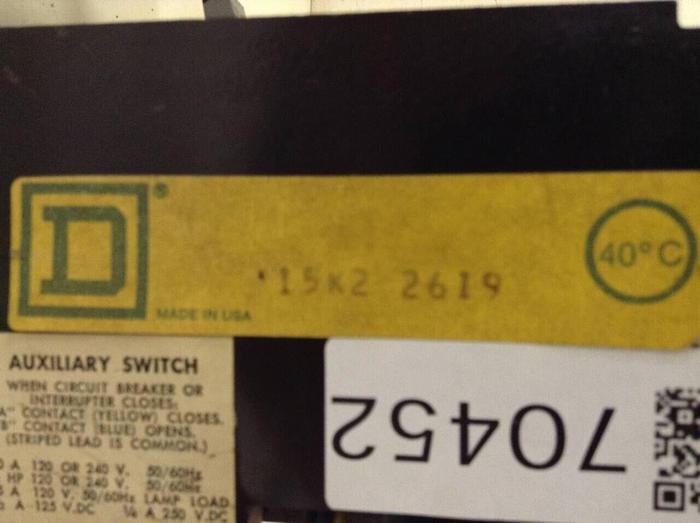 D®
'15K2 2619
40°C
MADE IN USA
AUXILIARY SWITCH
WHEN CIRCUIT BREAKER OR
INTERRUPTER CLOSES:
A" CONTACT (YELLOW) CLOSES.
"B" CONTACT (BLUE) OPENS.
(STRIPED LEAD IS COMMON.)
A 120 OR 240 V. 50/60Hz
HP 120 OR 240 V. 50/60Hz
A 120 V. 50/60Hz LAMP LOAD
A 125 V.DC ¼ A 250 V.DC
70452